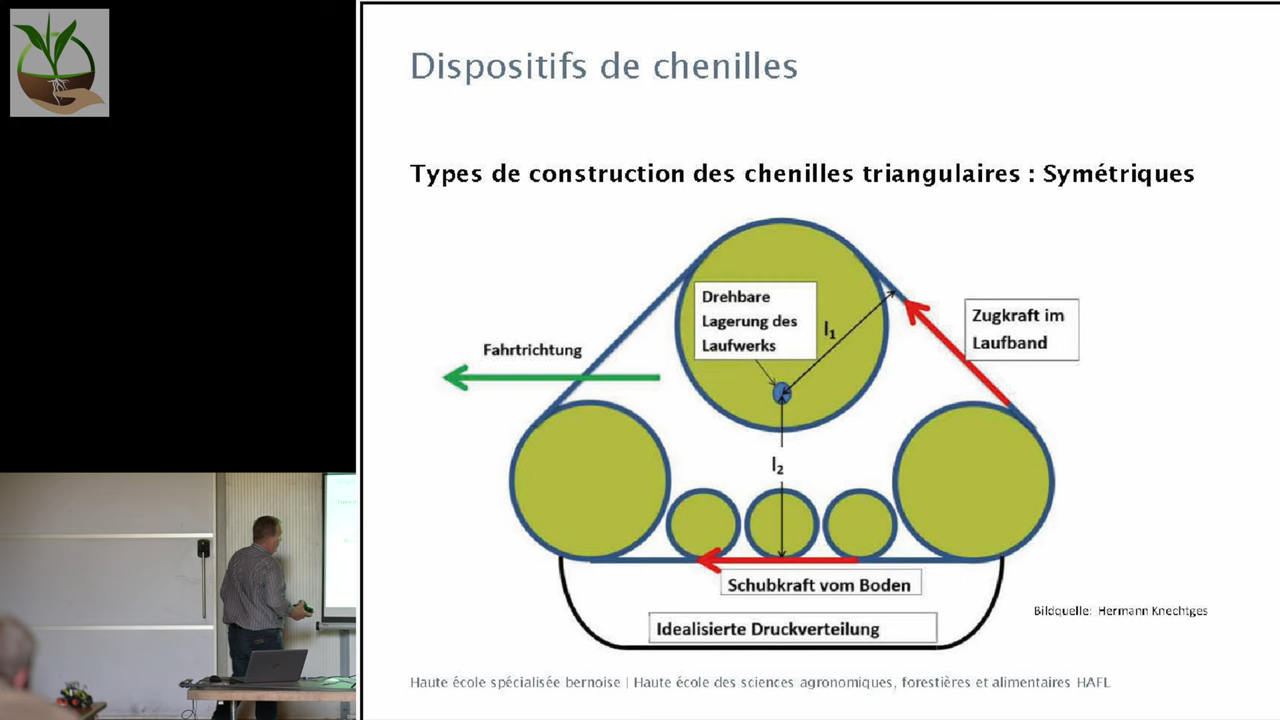 Dispositifs de chenilles
Types de construction des chenilles triangulaires : Symétriques
Drehbare
Lagerung des
Laufwerks
l₁
Zugkraft im
Laufband
Fahrtrichtung
l₂
Schubkraft vom Boden
Idealisierte Druckverteilung
Bildquelle: Hermann Knechtges
Haute école spécialisée bernoise | Haute école des sciences agronomiques, forestières et alimentaires HAFL